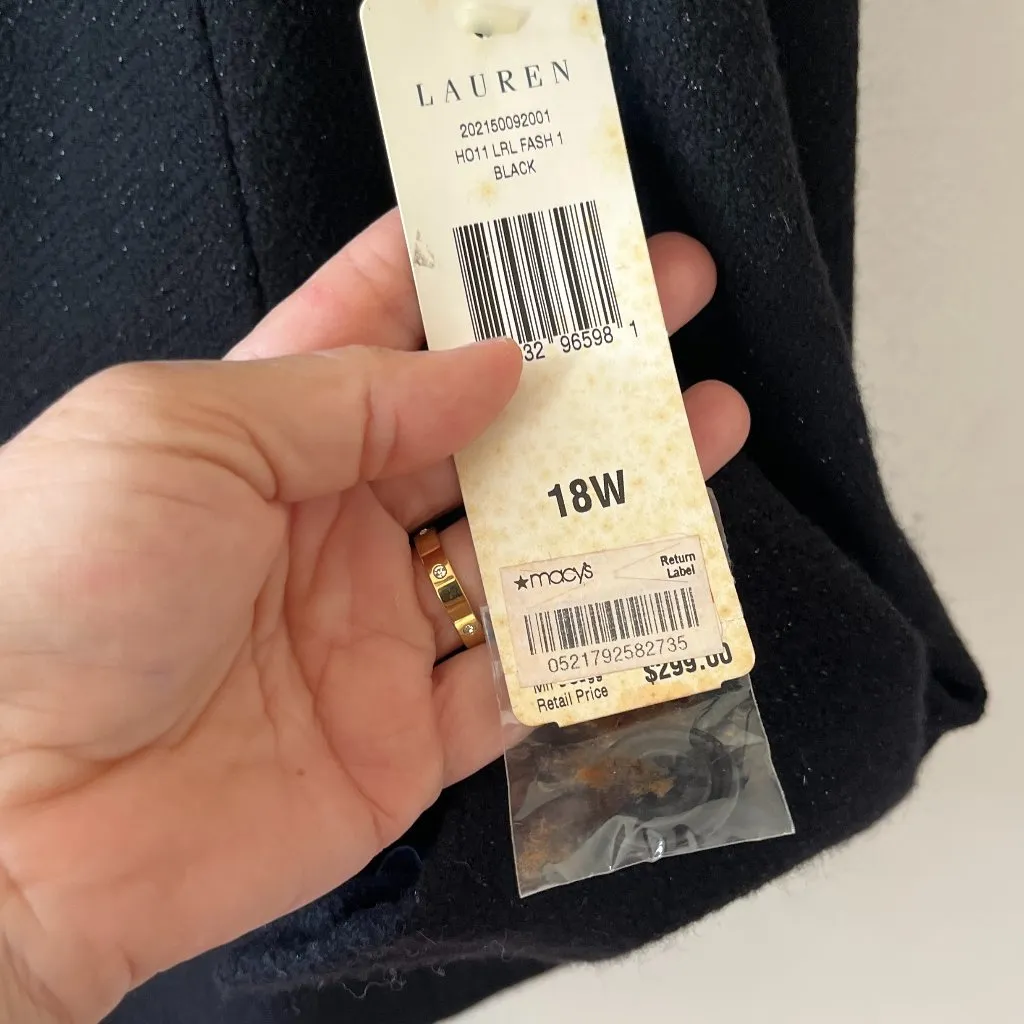 LAUREN
202150092001
HO11 LRL FASH 1
BLACK
32 96598 1
18W
★macy's
Return
Label
0521792582735
$299.00
Retail Price